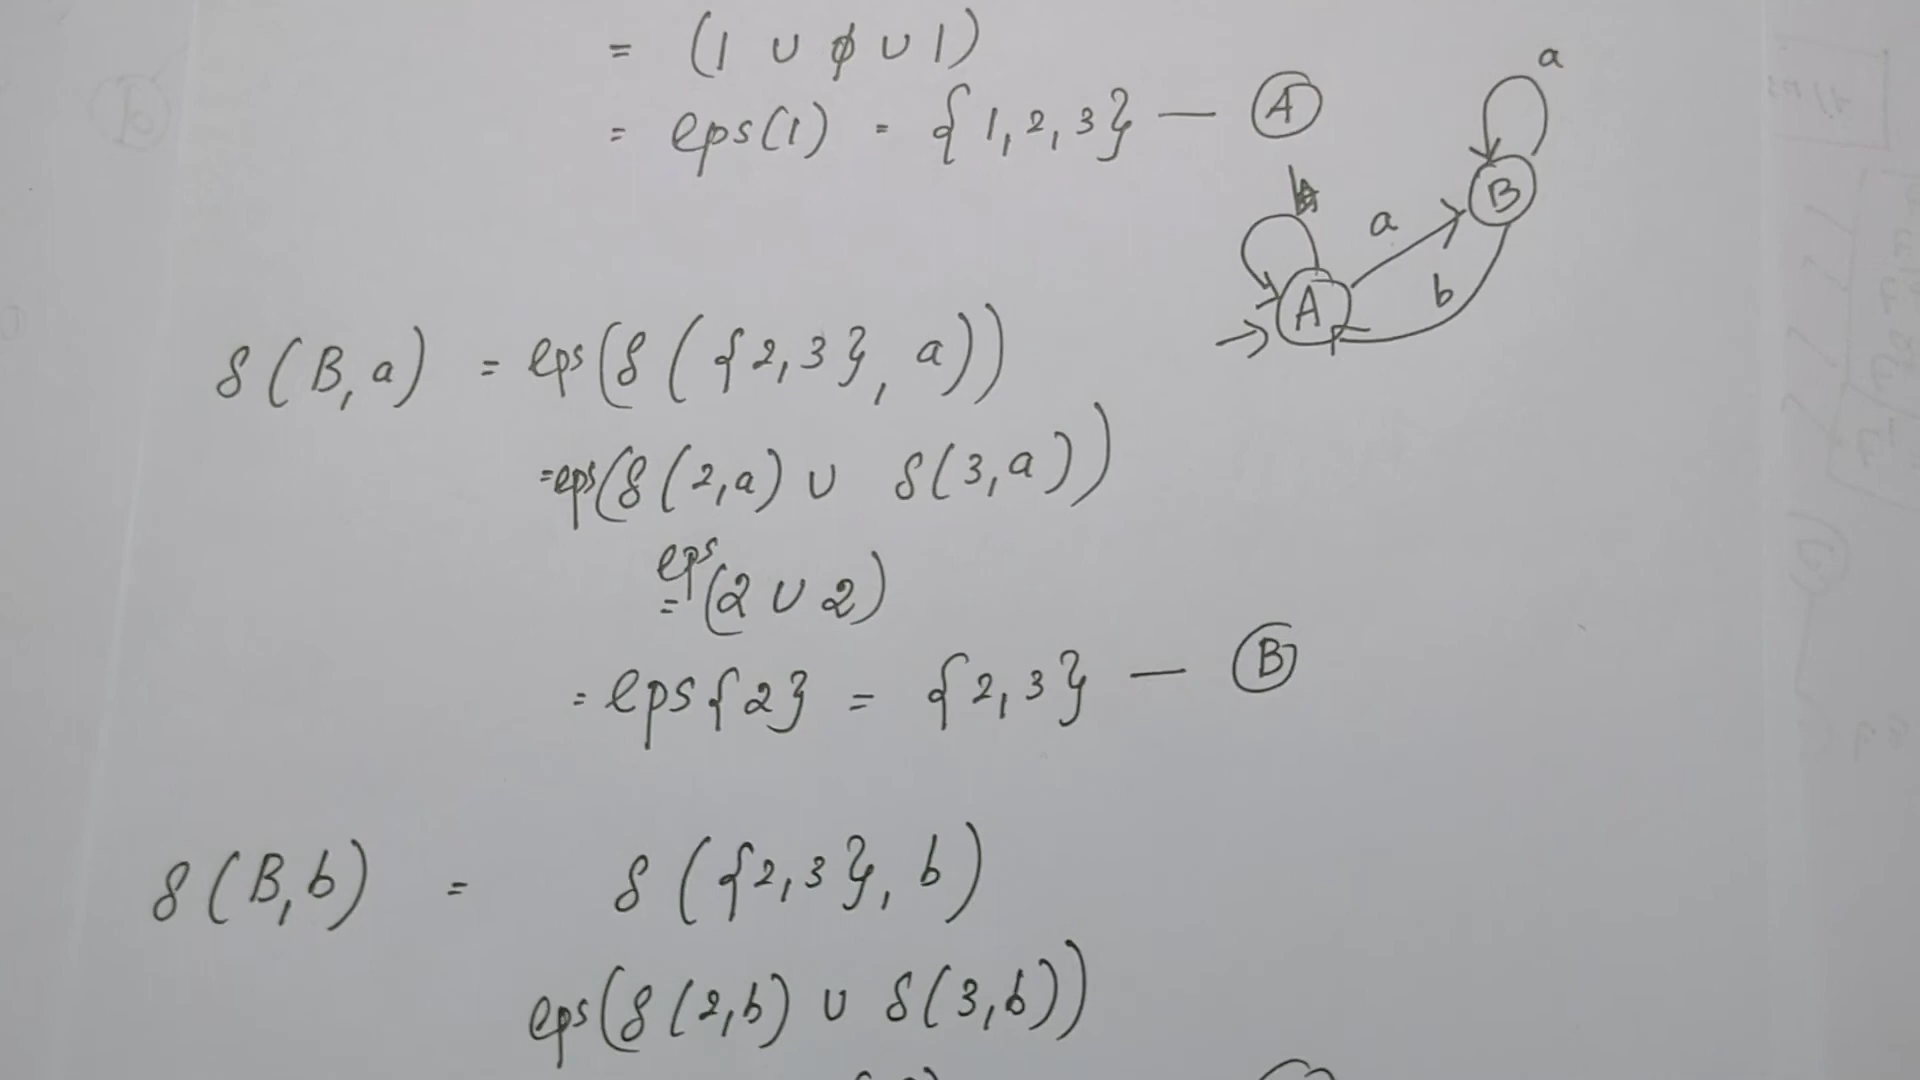 = (1 ∪ ϕ ∪ 1)
= eps(1) = {1,2,3} — A
a
B
a
b
A
δ(B,a) = eps(δ({2,3}, a))
=eps(δ(2,a) ∪ δ(3,a))
= eps(2 ∪ 2)
= eps{2} = {2,3} — B
δ(B,b) = δ({2,3}, b)
eps(δ(2,b) ∪ δ(3,b))